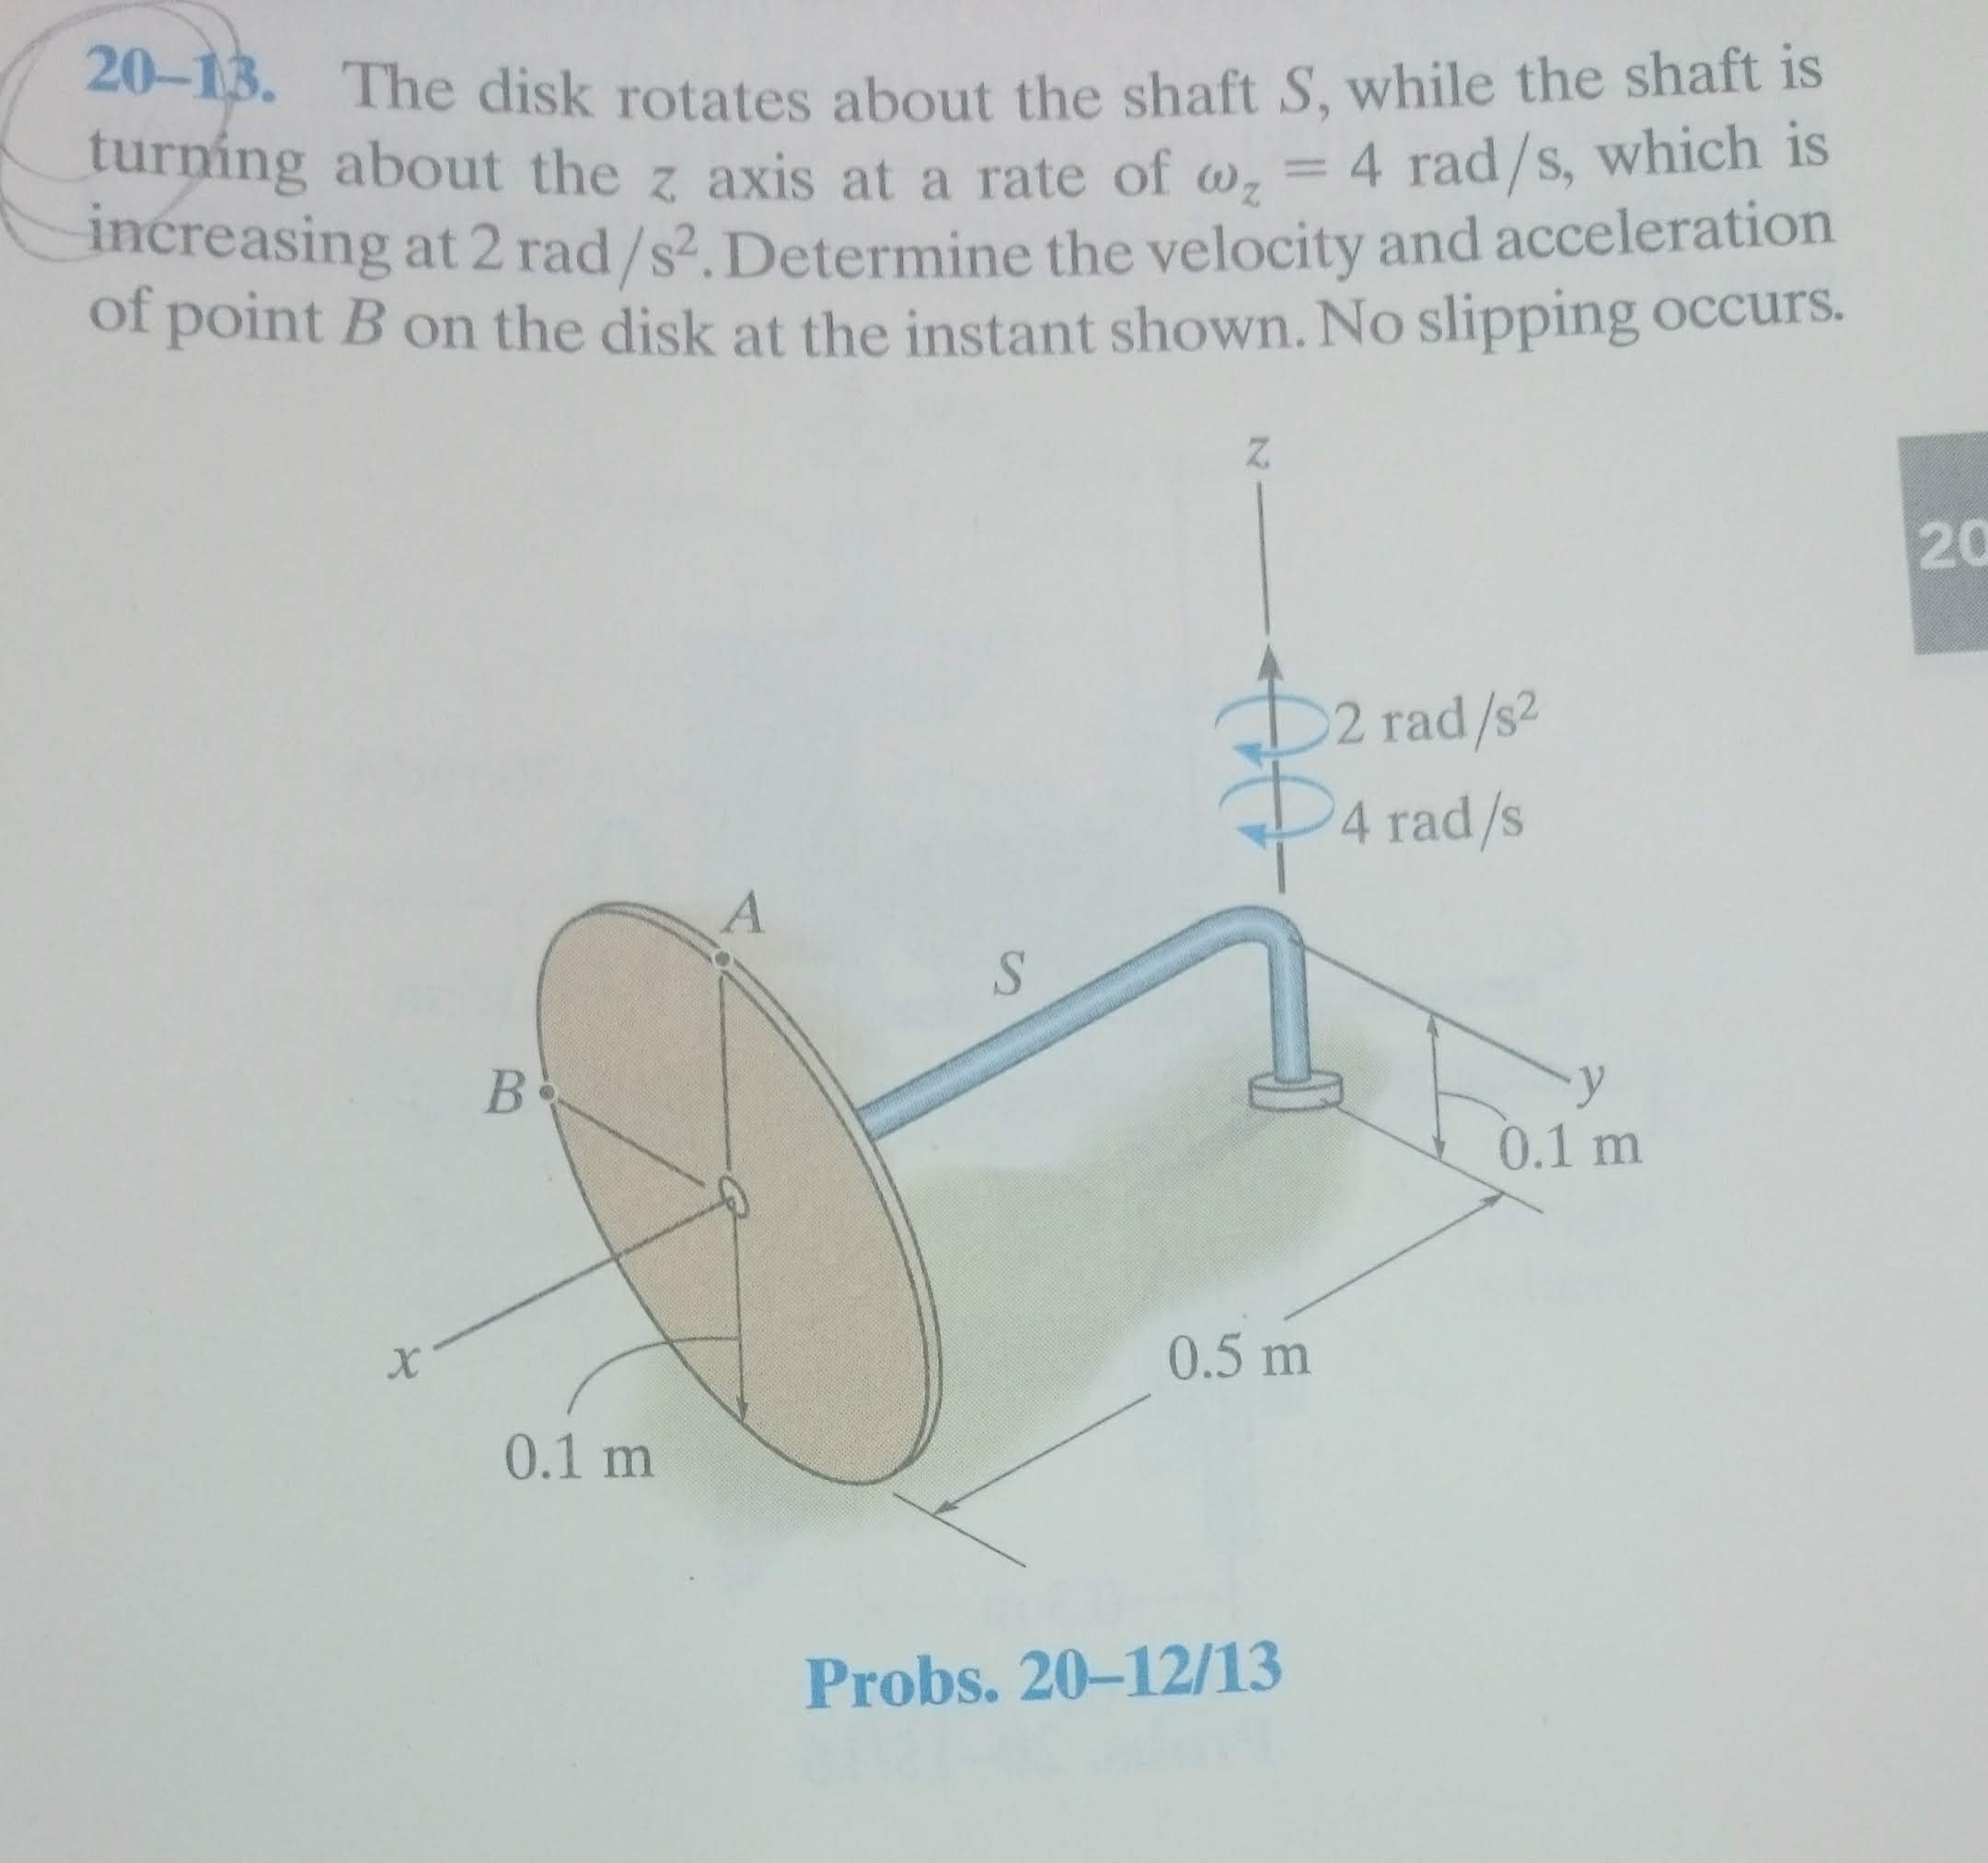 20–13. The disk rotates about the shaft S, while the shaft is
turning about the z axis at a rate of ω_z = 4 rad/s, which is
increasing at 2 rad/s². Determine the velocity and acceleration
of point B on the disk at the instant shown. No slipping occurs.
z
20
2 rad/s²
4 rad/s
A
S
B
y
0.1 m
x
0.5 m
0.1 m
Probs. 20–12/13